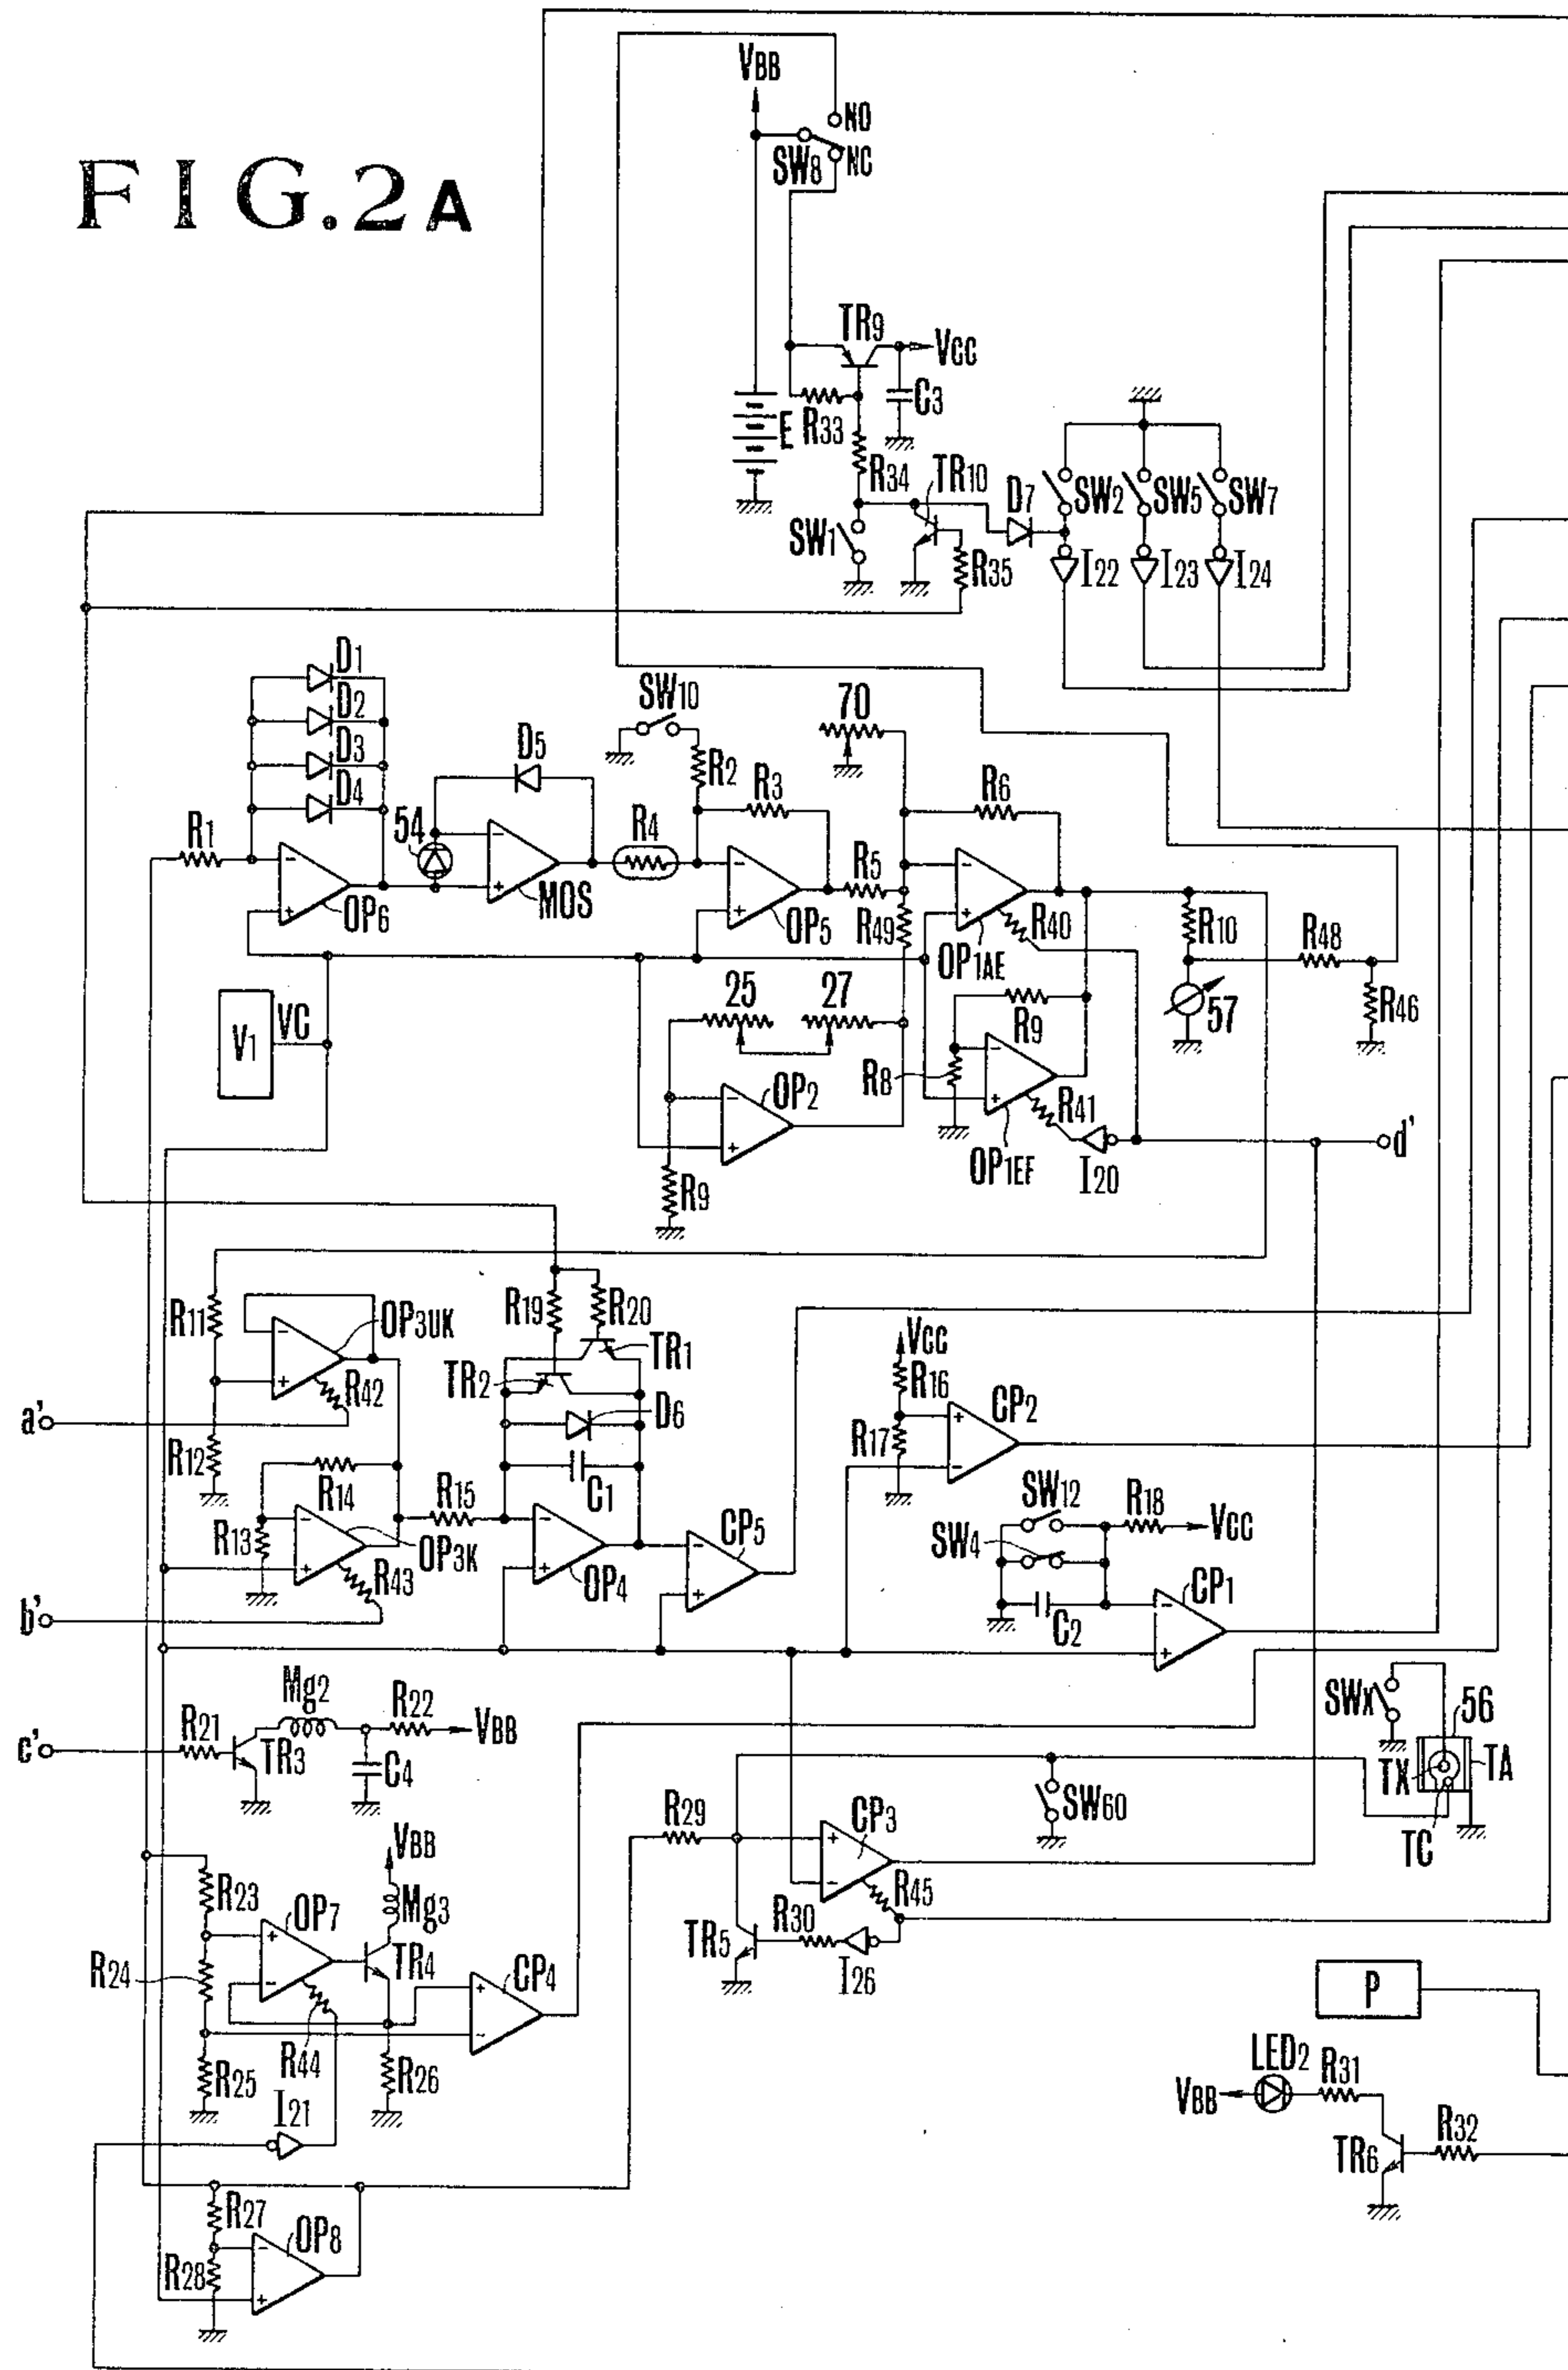 FIG.2A
VBB
NO
SW8
NC
TR9
VCC
E
R33
C3
R34
TR10
D7
SW2
SW5
SW7
SW1
R35
I22
I23
I24
D1
D2
D3
D4
SW10
70
D5
R2
R3
R6
R1
54
R4
R5
OP6
MOS
OP5
R49
R40
OP1AE
R10
R48
V1
VC
25
27
R9
57
R46
R8
OP2
R41
OP1EF
I20
d'
R9
R11
OP3UK
R19
R20
TR1
TR2
VCC
R16
R42
D6
CP2
a'
R17
R12
C1
R14
R15
SW12
R18
VCC
R13
OP3K
CP5
SW4
R43
OP4
CP1
b'
C2
Mg2
R22
VBB
SWX
56
R21
c'
TR3
C4
TX
TA
R29
CP3
SW60
TC
VBB
R23
Mg3
R45
OP7
R30
TR5
R24
TR4
CP4
I26
P
R44
R25
R26
LED2
R31
VBB
I21
R32
TR6
R27
OP8
R28